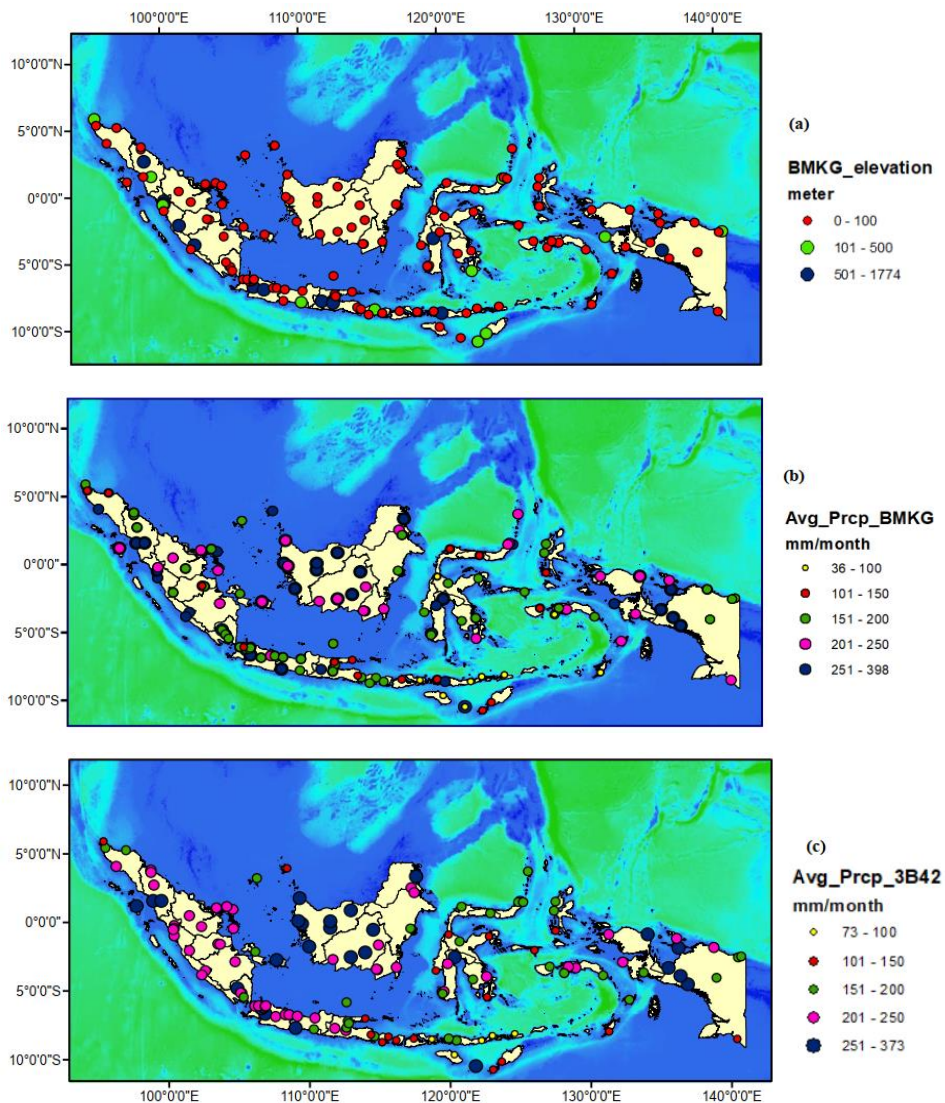 100°0'0"E 110°0'0"E 120°0'0"E 130°0'0"E 140°0'0"E
10°0'0"N
5°0'0"N
0°0'0"
5°0'0"S
10°0'0"S
(a)
BMKG_elevation
meter
0 - 100
101 - 500
501 - 1774
10°0'0"N
5°0'0"N
0°0'0"
5°0'0"S
10°0'0"S
(b)
Avg_Prcp_BMKG
mm/month
36 - 100
101 - 150
151 - 200
201 - 250
251 - 398
10°0'0"N
5°0'0"N
0°0'0"
5°0'0"S
10°0'0"S
(c)
Avg_Prcp_3B42
mm/month
73 - 100
101 - 150
151 - 200
201 - 250
251 - 373
100°0'0"E 110°0'0"E 120°0'0"E 130°0'0"E 140°0'0"E